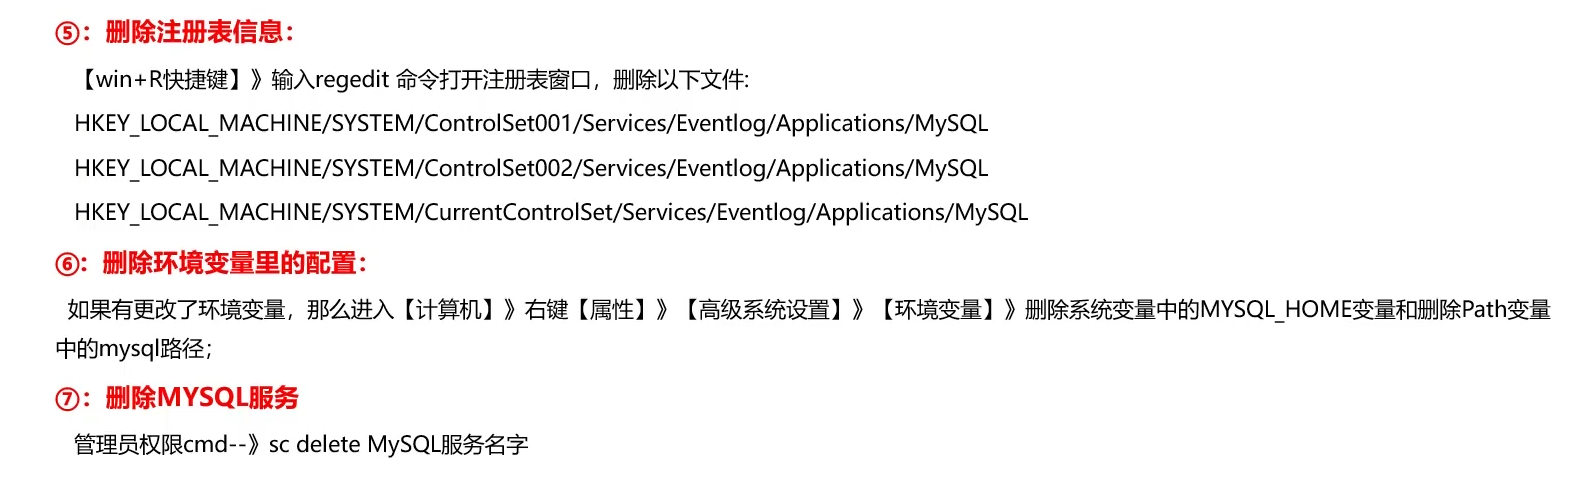 ⑤：删除注册表信息：
【win+R快捷键】》输入regedit 命令打开注册表窗口，删除以下文件:
HKEY_LOCAL_MACHINE/SYSTEM/ControlSet001/Services/Eventlog/Applications/MySQL
HKEY_LOCAL_MACHINE/SYSTEM/ControlSet002/Services/Eventlog/Applications/MySQL
HKEY_LOCAL_MACHINE/SYSTEM/CurrentControlSet/Services/Eventlog/Applications/MySQL
⑥：删除环境变量里的配置：
如果有更改了环境变量，那么进入【计算机】》右键【属性】》【高级系统设置】》【环境变量】》删除系统变量中的MYSQL_HOME变量和删除Path变量
中的mysql路径；
⑦：删除MYSQL服务
管理员权限cmd--》sc delete MySQL服务名字